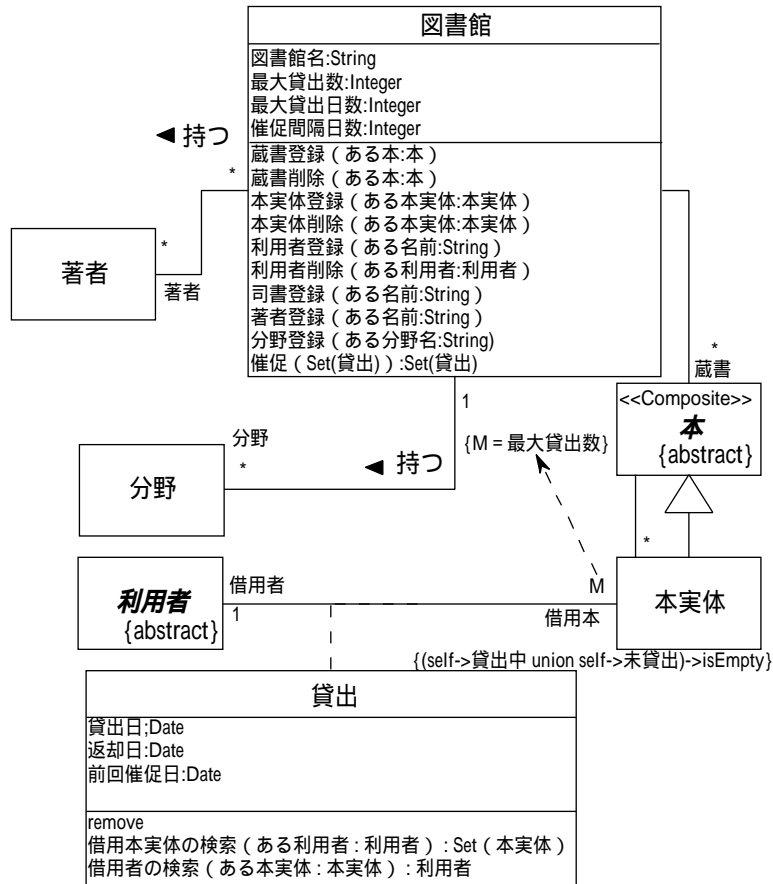 図書館
図書館名:String
最大貸出数:Integer
最大貸出日数:Integer
催促間隔日数:Integer
蔵書登録(ある本:本)
蔵書削除(ある本:本)
本実体登録(ある本実体:本実体)
本実体削除(ある本実体:本実体)
利用者登録(ある名前:String)
利用者削除(ある利用者:利用者)
司書登録(ある名前:String)
著者登録(ある名前:String)
分野登録(ある分野名:String)
催促(Set(貸出)):Set(貸出)
◀ 持つ
*
*
著者
著者
*
蔵書
<<Composite>>
本
{abstract}
1
分野
*
◀ 持つ
分野
{M = 最大貸出数}
*
利用者
{abstract}
借用者
1
M
借用本
本実体
{(self->貸出中 union self->未貸出)->isEmpty}
貸出
貸出日;Date
返却日:Date
前回催促日:Date
remove
借用本実体の検索(ある利用者:利用者):Set(本実体)
借用者の検索(ある本実体:本実体):利用者